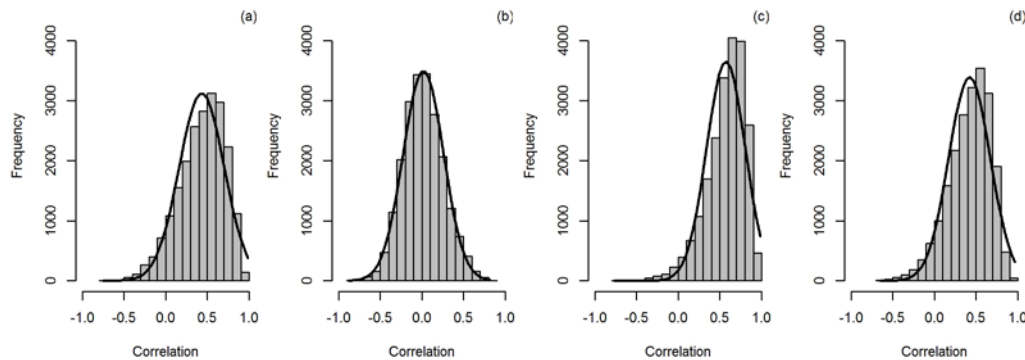 (a) (b) (c) (d)
4000 4000 4000 4000
3000 3000 3000 3000
2000 2000 2000 2000
1000 1000 1000 1000
0 0 0 0
Frequency Frequency Frequency Frequency
-1.0 -0.5 0.0 0.5 1.0 -1.0 -0.5 0.0 0.5 1.0 -1.0 -0.5 0.0 0.5 1.0 -1.0 -0.5 0.0 0.5 1.0
Correlation Correlation Correlation Correlation